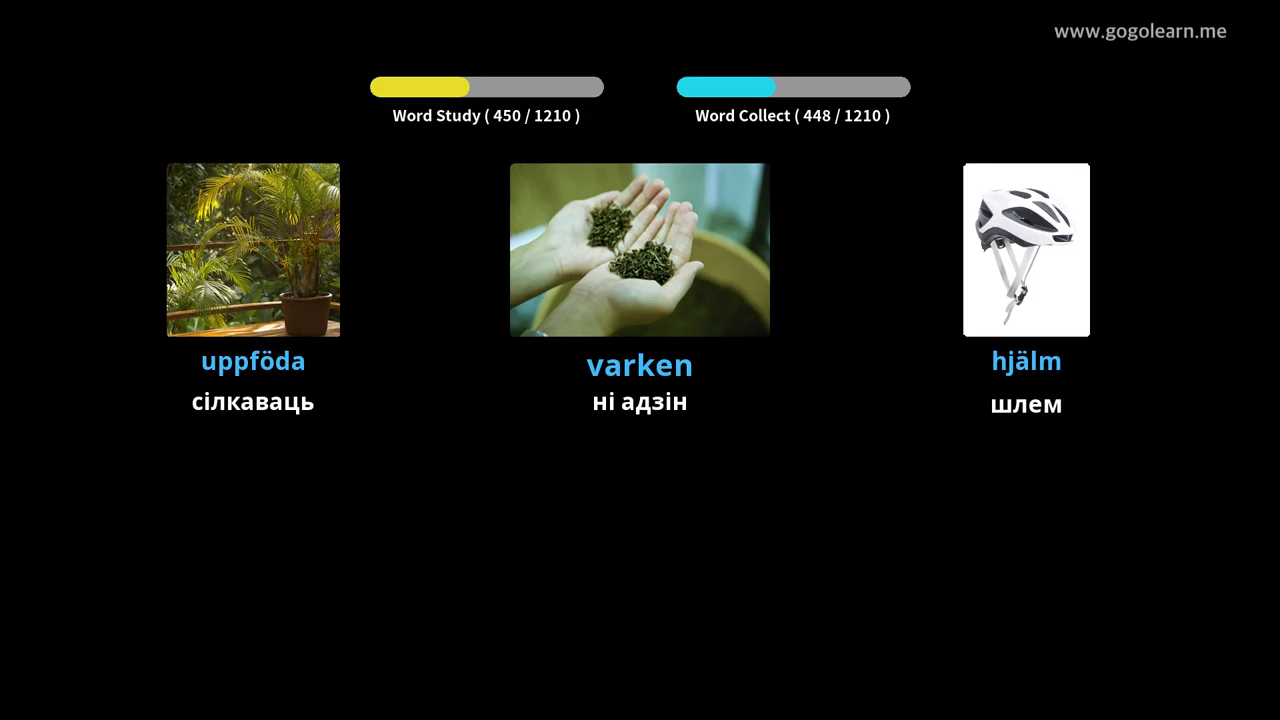 www.gogolearn.me
Word Study ( 450 / 1210 )
Word Collect ( 448 / 1210 )
uppföda
varken
hjälm
сілкаваць
ні адзін
шлем